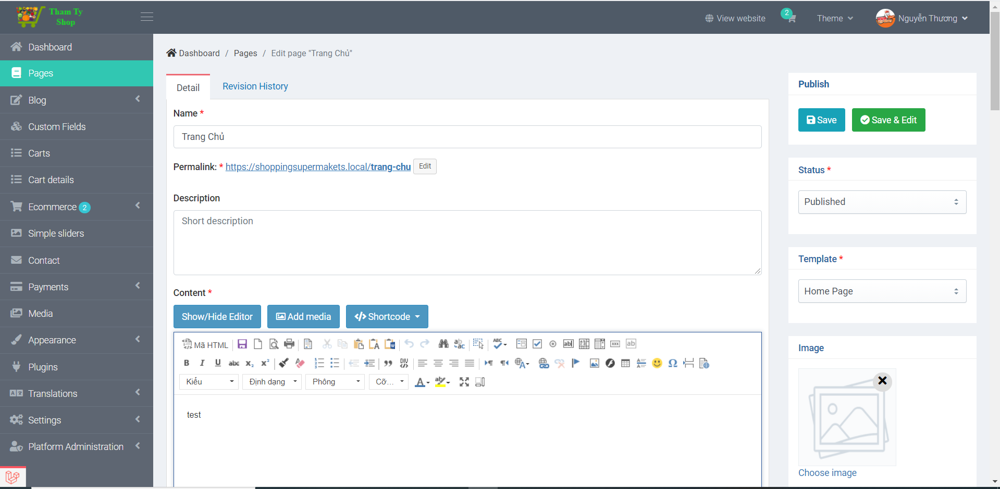 Tham Ty
Shop
View website
2
Theme
Nguyễn Thương
Dashboard
Pages
Blog
Custom Fields
Carts
Cart details
Ecommerce 2
Simple sliders
Contact
Payments
Media
Appearance
Plugins
Translations
Settings
Platform Administration
Dashboard / Pages / Edit page "Trang Chủ"
Detail
Revision History
Name *
Trang Chủ
Permalink: * https://shoppingsupermakets.local/trang-chu Edit
Description
Short description
Content *
Show/Hide Editor
Add media
Shortcode
Mã HTML
Kiểu
Định dạng
Phông
Cỡ...
test
Publish
Save
Save & Edit
Status *
Published
Template *
Home Page
Image
Choose image